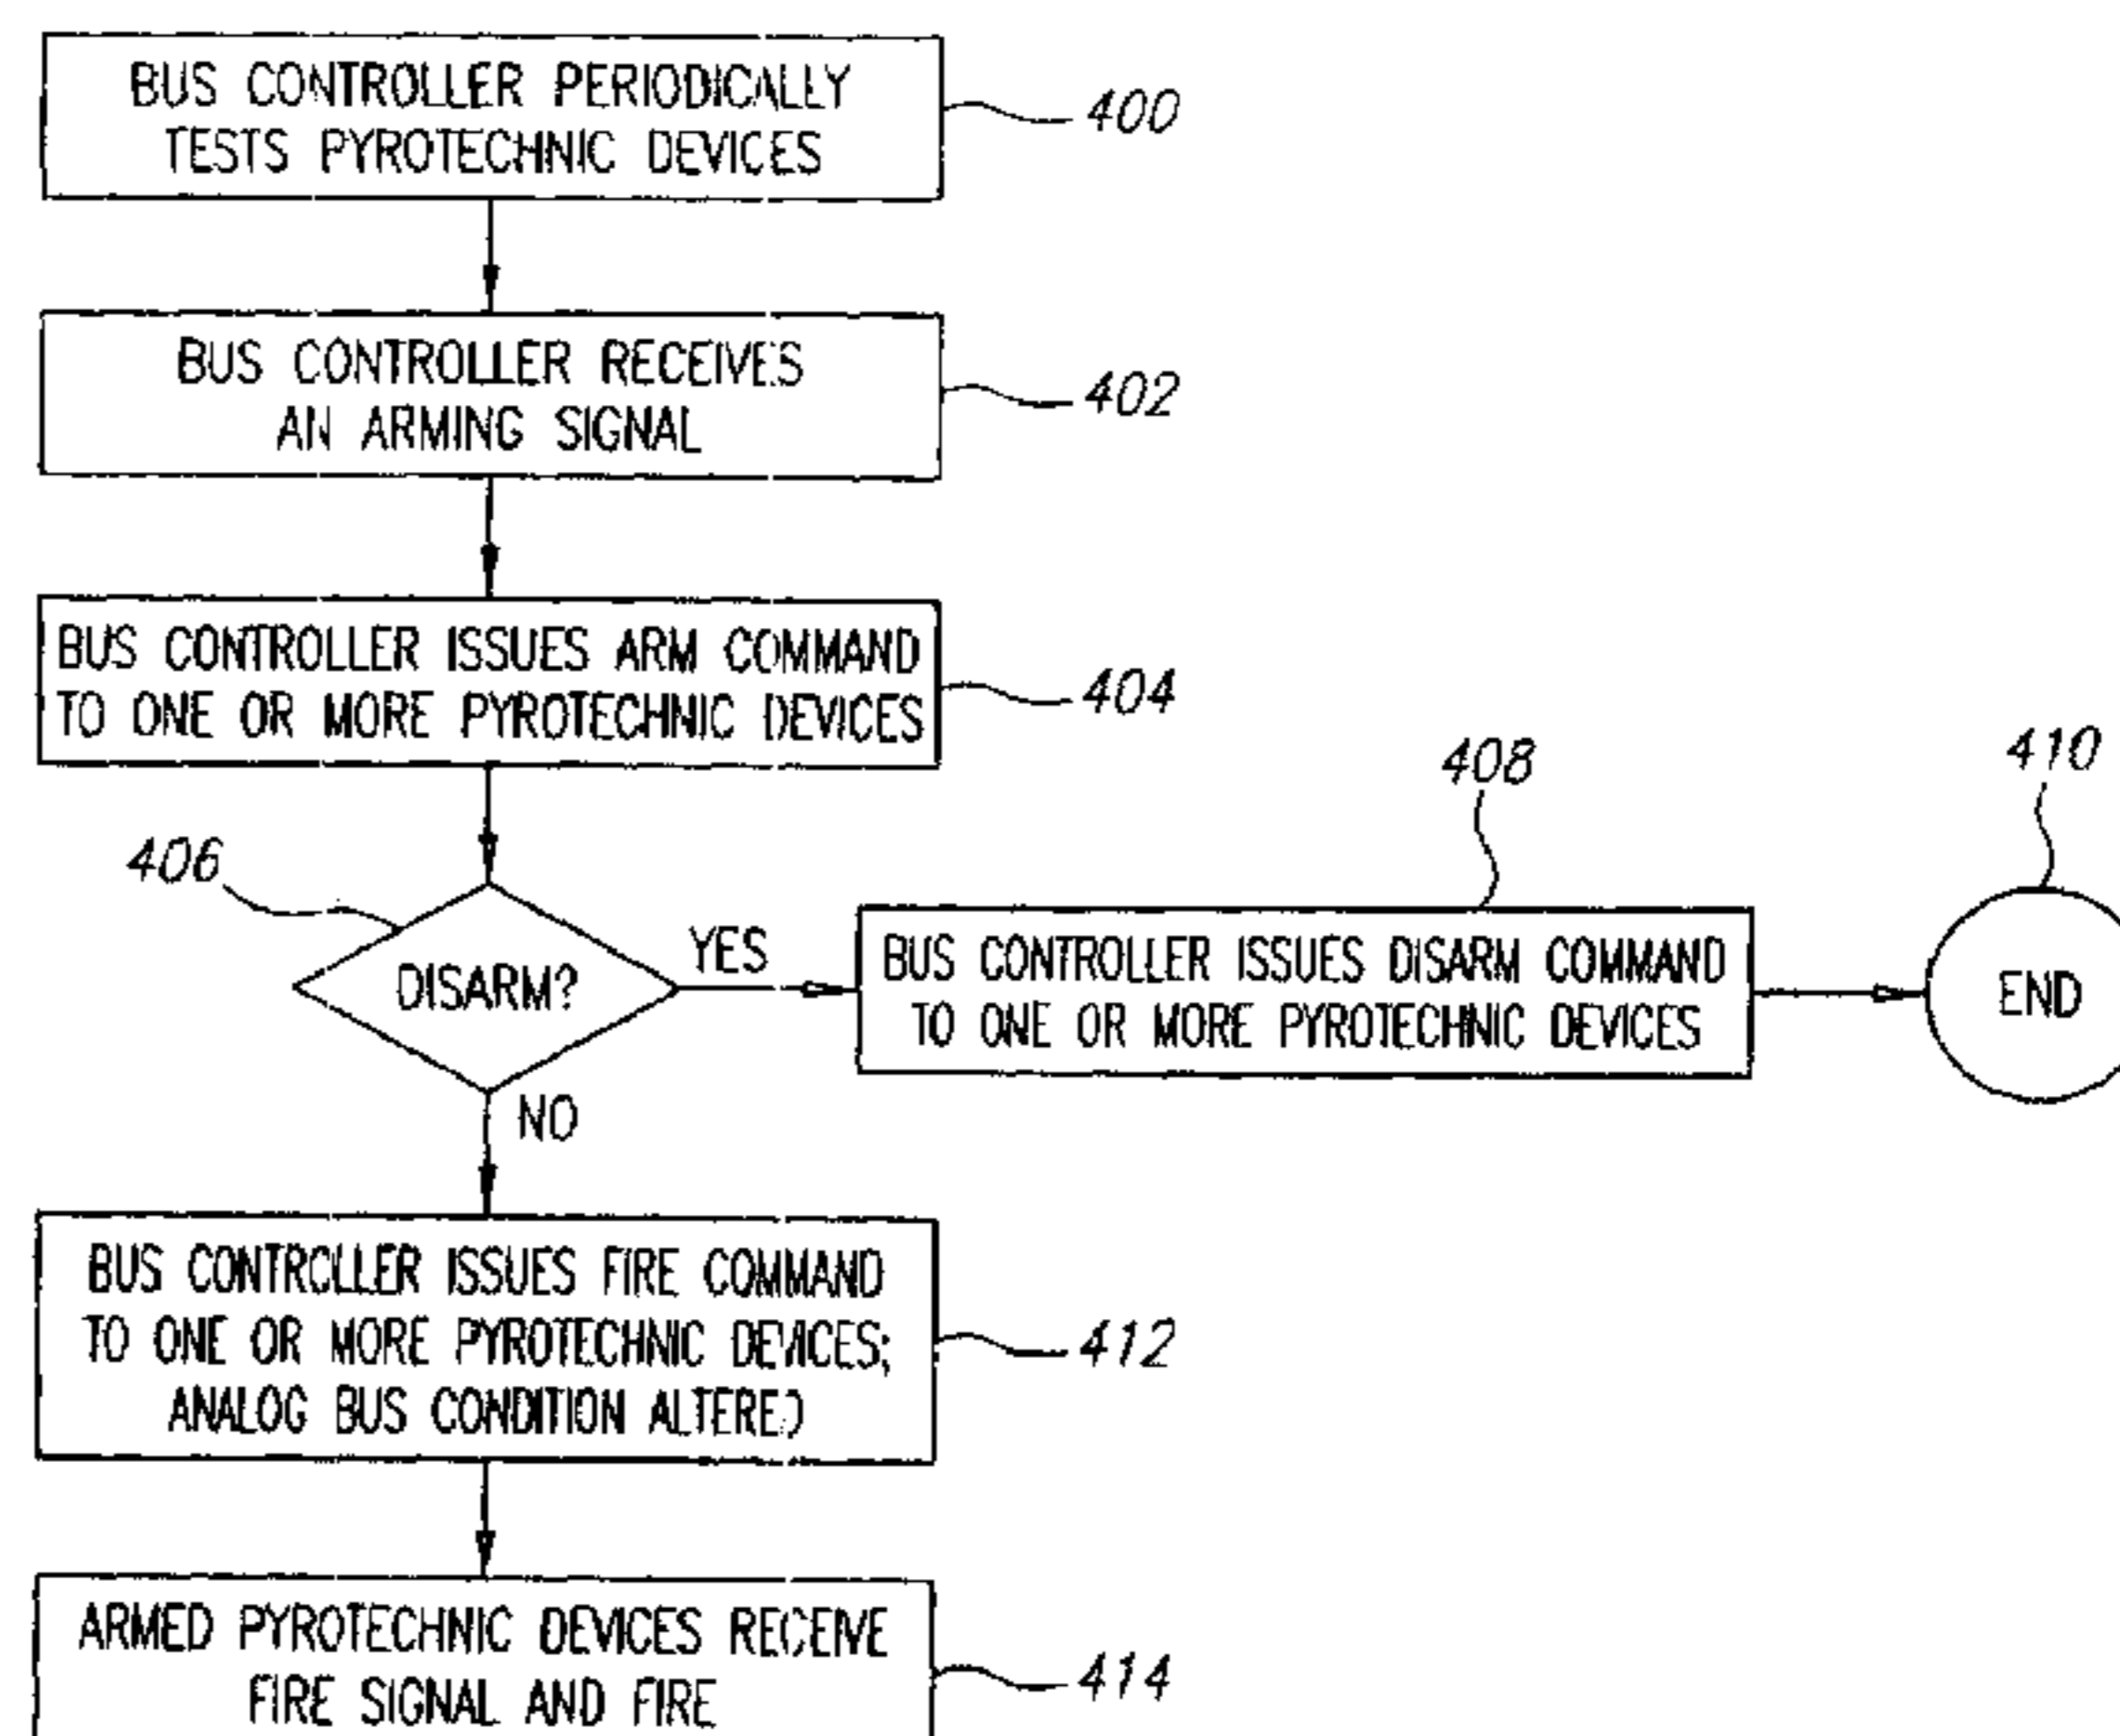 BUS CONTROLLER PERIODICALLY
TESTS PYROTECHNIC DEVICES
400
BUS CONTROLLER RECEIVES
AN ARMING SIGNAL
402
BUS CONTROLLER ISSUES ARM COMMAND
TO ONE OR MORE PYROTECHNIC DEVICES
404
406
DISARM?
YES
408
BUS CONTROLLER ISSUES DISARM COMMAND
TO ONE OR MORE PYROTECHNIC DEVICES
410
END
NO
BUS CONTROLLER ISSUES FIRE COMMAND
TO ONE OR MORE PYROTECHNIC DEVICES;
ANALOG BUS CONDITION ALTERED
412
ARMED PYROTECHNIC DEVICES RECEIVE
FIRE SIGNAL AND FIRE
414